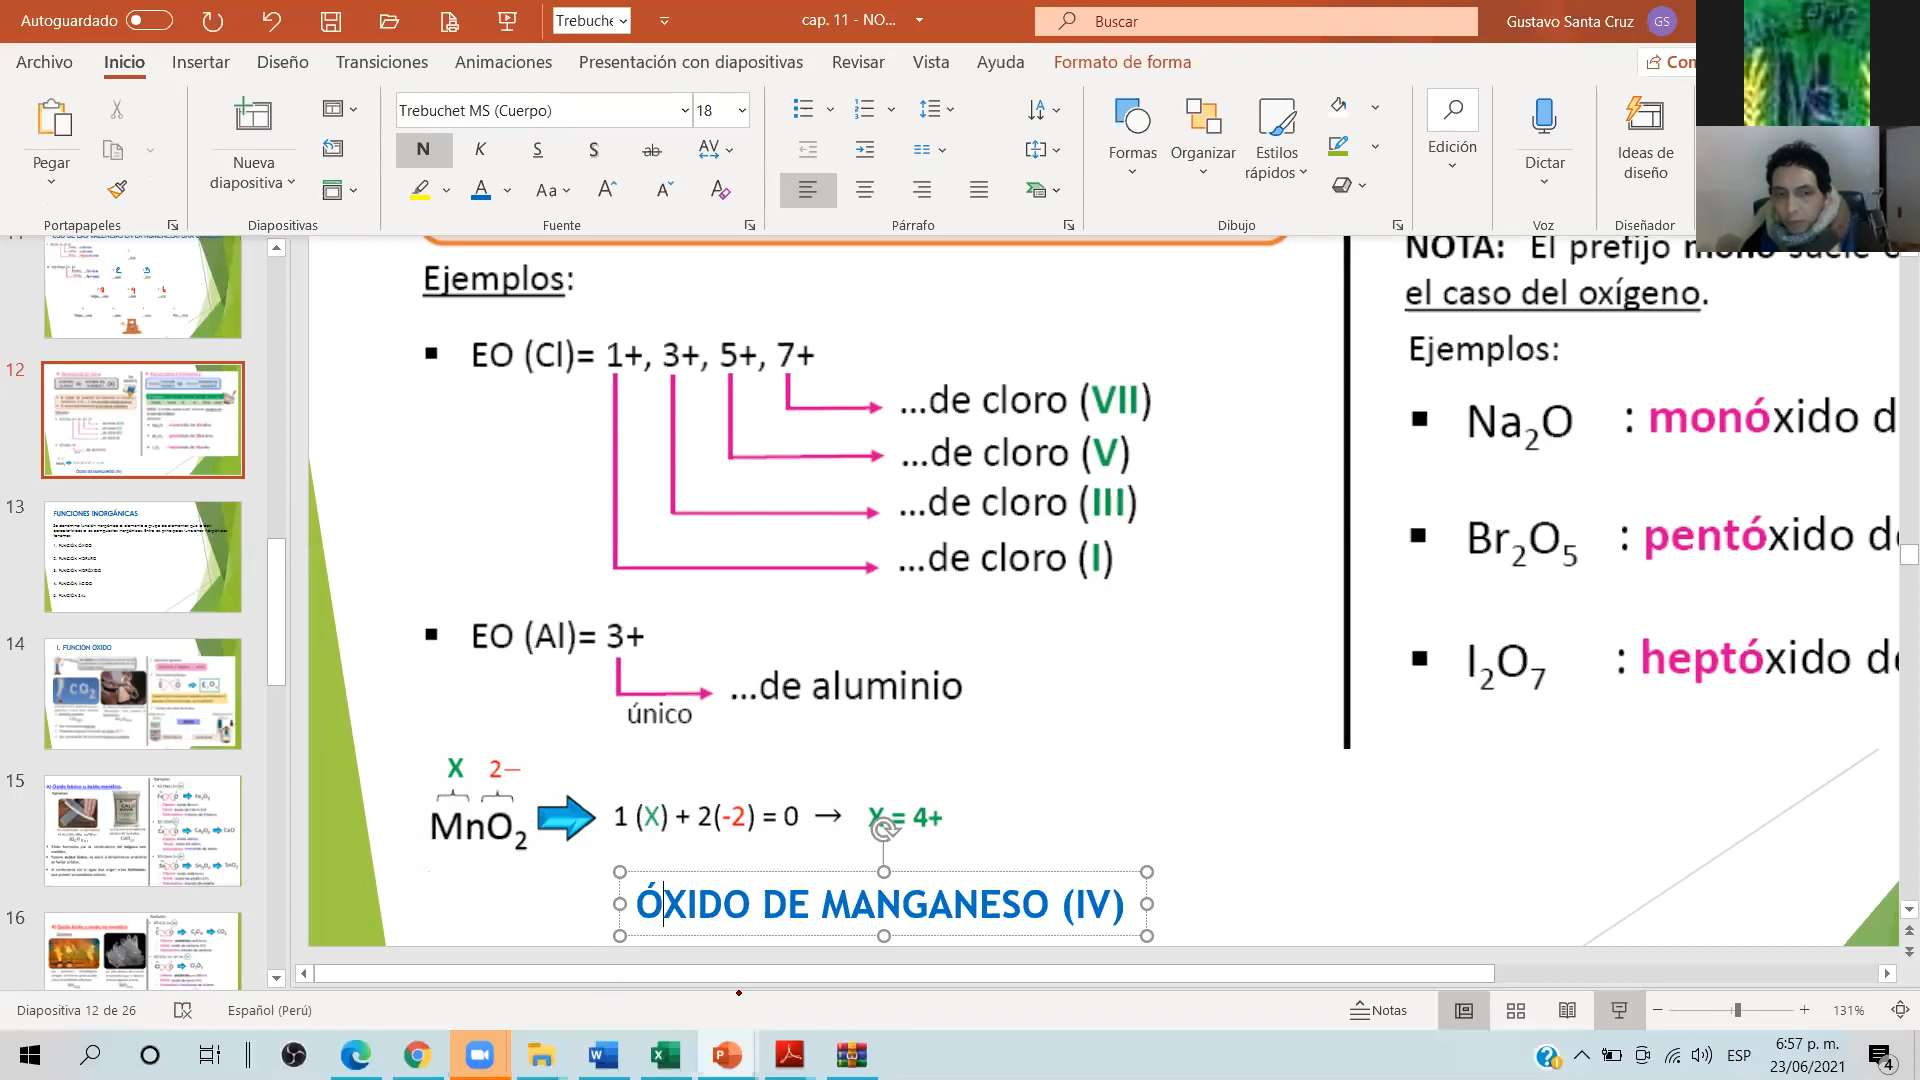 Autoguardado
Trebuche
cap. 11 - NO...
Buscar
Gustavo Santa Cruz
GS
Archivo
Inicio
Insertar
Diseño
Transiciones
Animaciones
Presentación con diapositivas
Revisar
Vista
Ayuda
Formato de forma
Con
Pegar
Nueva
diapositiva
Trebuchet MS (Cuerpo)
18
N
K
S
S
ab
AV
A
Aa
A
A
A
Formas
Organizar
Estilos
rápidos
Edición
Dictar
Ideas de
diseño
Portapapeles
Diapositivas
Fuente
Párrafo
Dibujo
Voz
Diseñador
12
13
FUNCIONES INORGÁNICAS
14
I. FUNCIÓN ÓXIDO
15
16
Ejemplos:
EO (Cl)= 1+, 3+, 5+, 7+
...de cloro (VII)
...de cloro (V)
...de cloro (III)
...de cloro (I)
EO (Al)= 3+
único
...de aluminio
X 2−
MnO2
1 (X) + 2(-2) = 0 → X = 4+
ÓXIDO DE MANGANESO (IV)
NOTA: El prefijo mono suele
el caso del oxígeno.
Ejemplos:
Na2O : monóxido d
Br2O5 : pentóxido de
I2O7 : heptóxido de
Diapositiva 12 de 26
Español (Perú)
Notas
131%
ESP
6:57 p. m.
23/06/2021
4